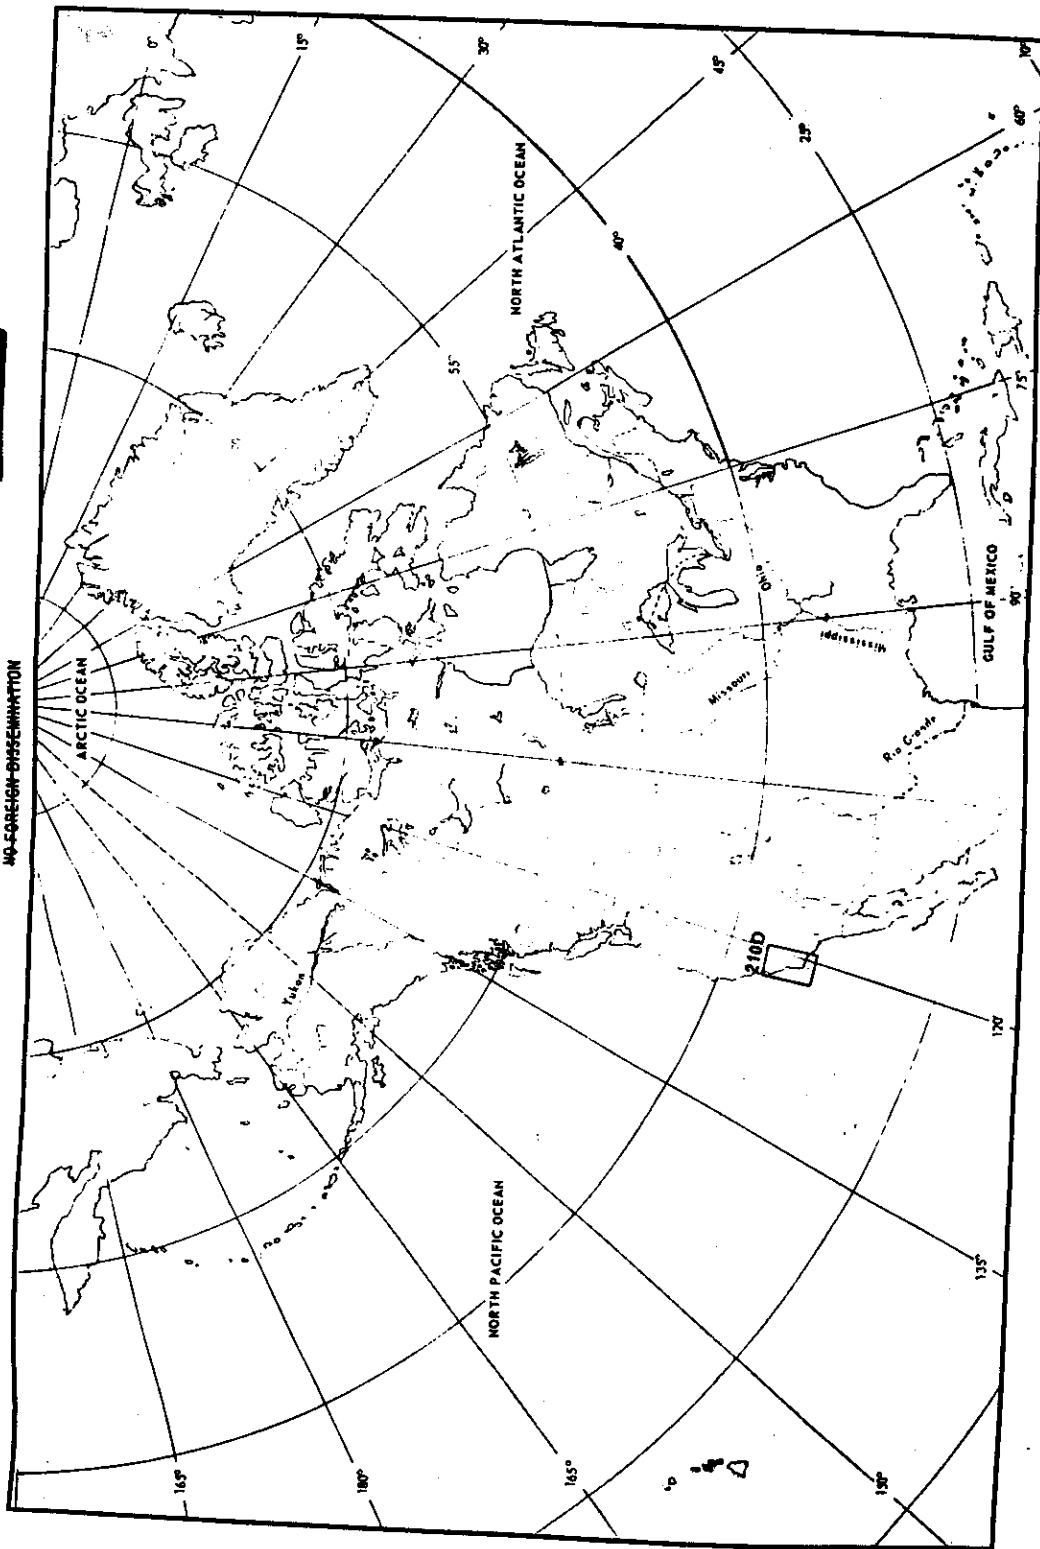 NO FOREIGN DISSEMINATION
ARCTIC OCEAN
0°
15°
30°
45°
10°
60°
25°
NORTH ATLANTIC OCEAN
40°
55°
75°
Ohio
Mississippi
Missouri
GULF OF MEXICO
90°
Rio Grande
Yukon
210D
120°
135°
NORTH PACIFIC OCEAN
165°
180°
165°
150°